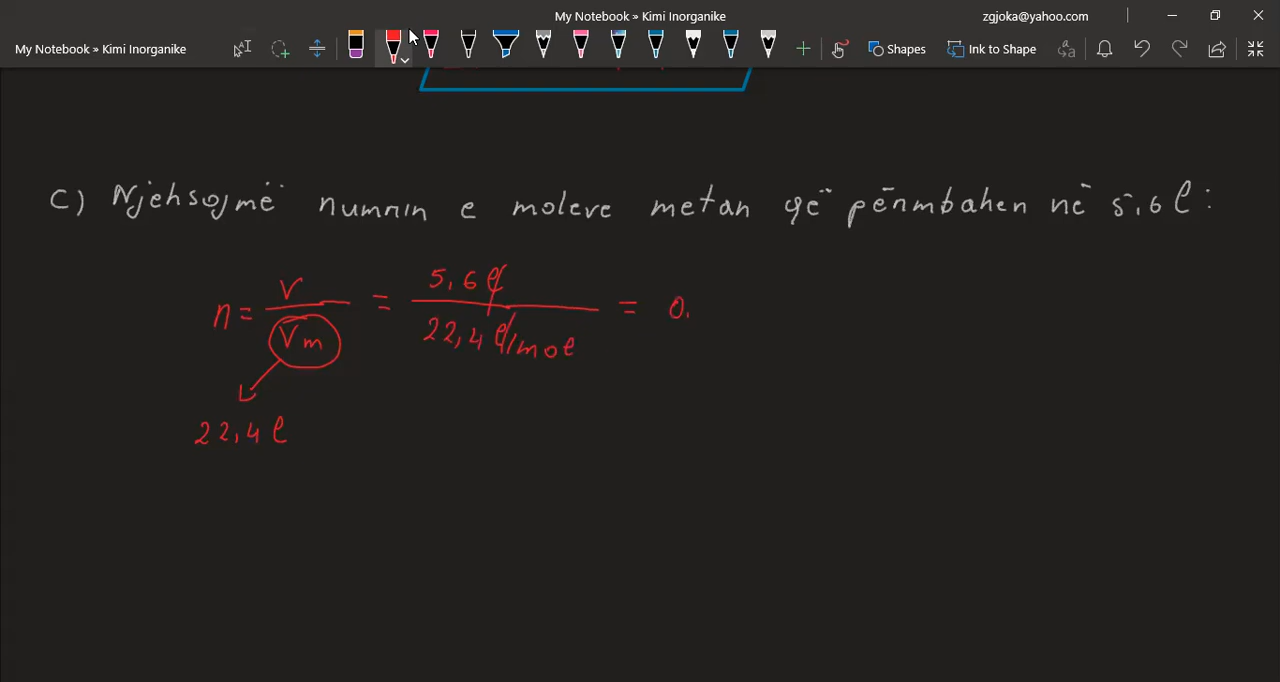 My Notebook » Kimi Inorganike
zgjoka@yahoo.com
My Notebook » Kimi Inorganike
Shapes
Ink to Shape
C) Njehsojmë numrin e moleve metan që përmbahen në 5,6 l :
n = V / Vm = 5,6 l / 22,4 l/mol = 0.
22,4 l